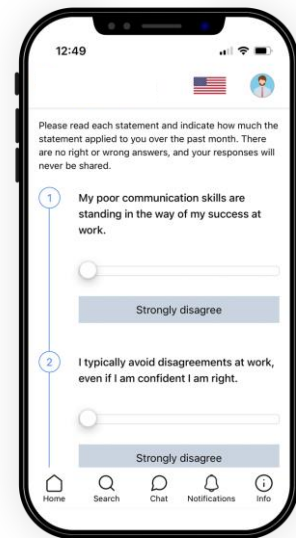 12:49
Please read each statement and indicate how much the
statement applied to you over the past month. There
are no right or wrong answers, and your responses will
never be shared.
1
My poor communication skills are
standing in the way of my success at
work.
Strongly disagree
2
I typically avoid disagreements at work,
even if I am confident I am right.
Strongly disagree
Home Search Chat Notifications Info